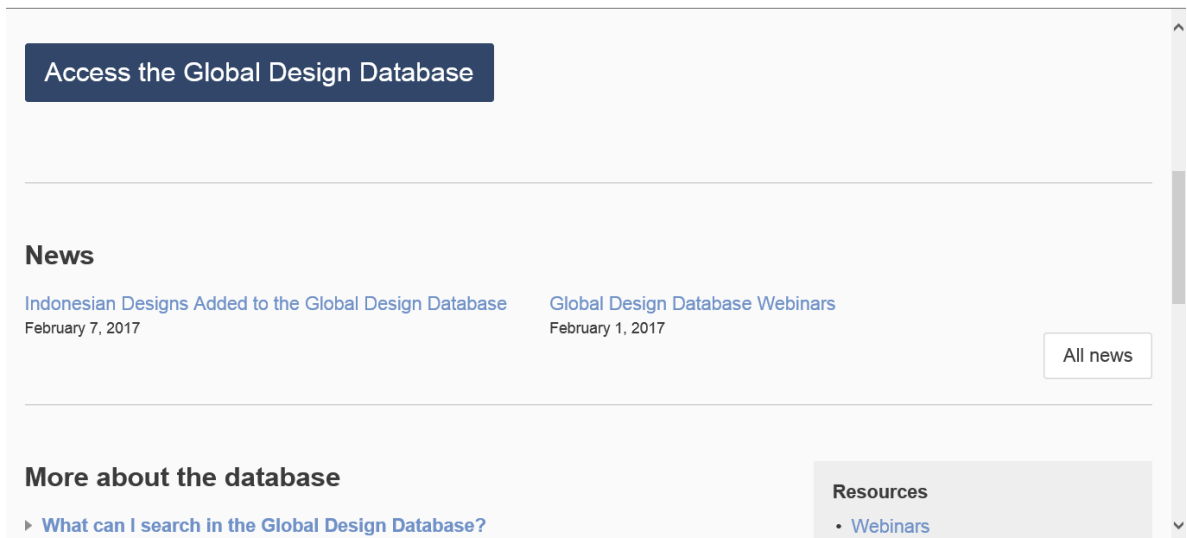 Access the Global Design Database
News
Indonesian Designs Added to the Global Design Database
February 7, 2017
Global Design Database Webinars
February 1, 2017
All news
More about the database
What can I search in the Global Design Database?
Resources
• Webinars